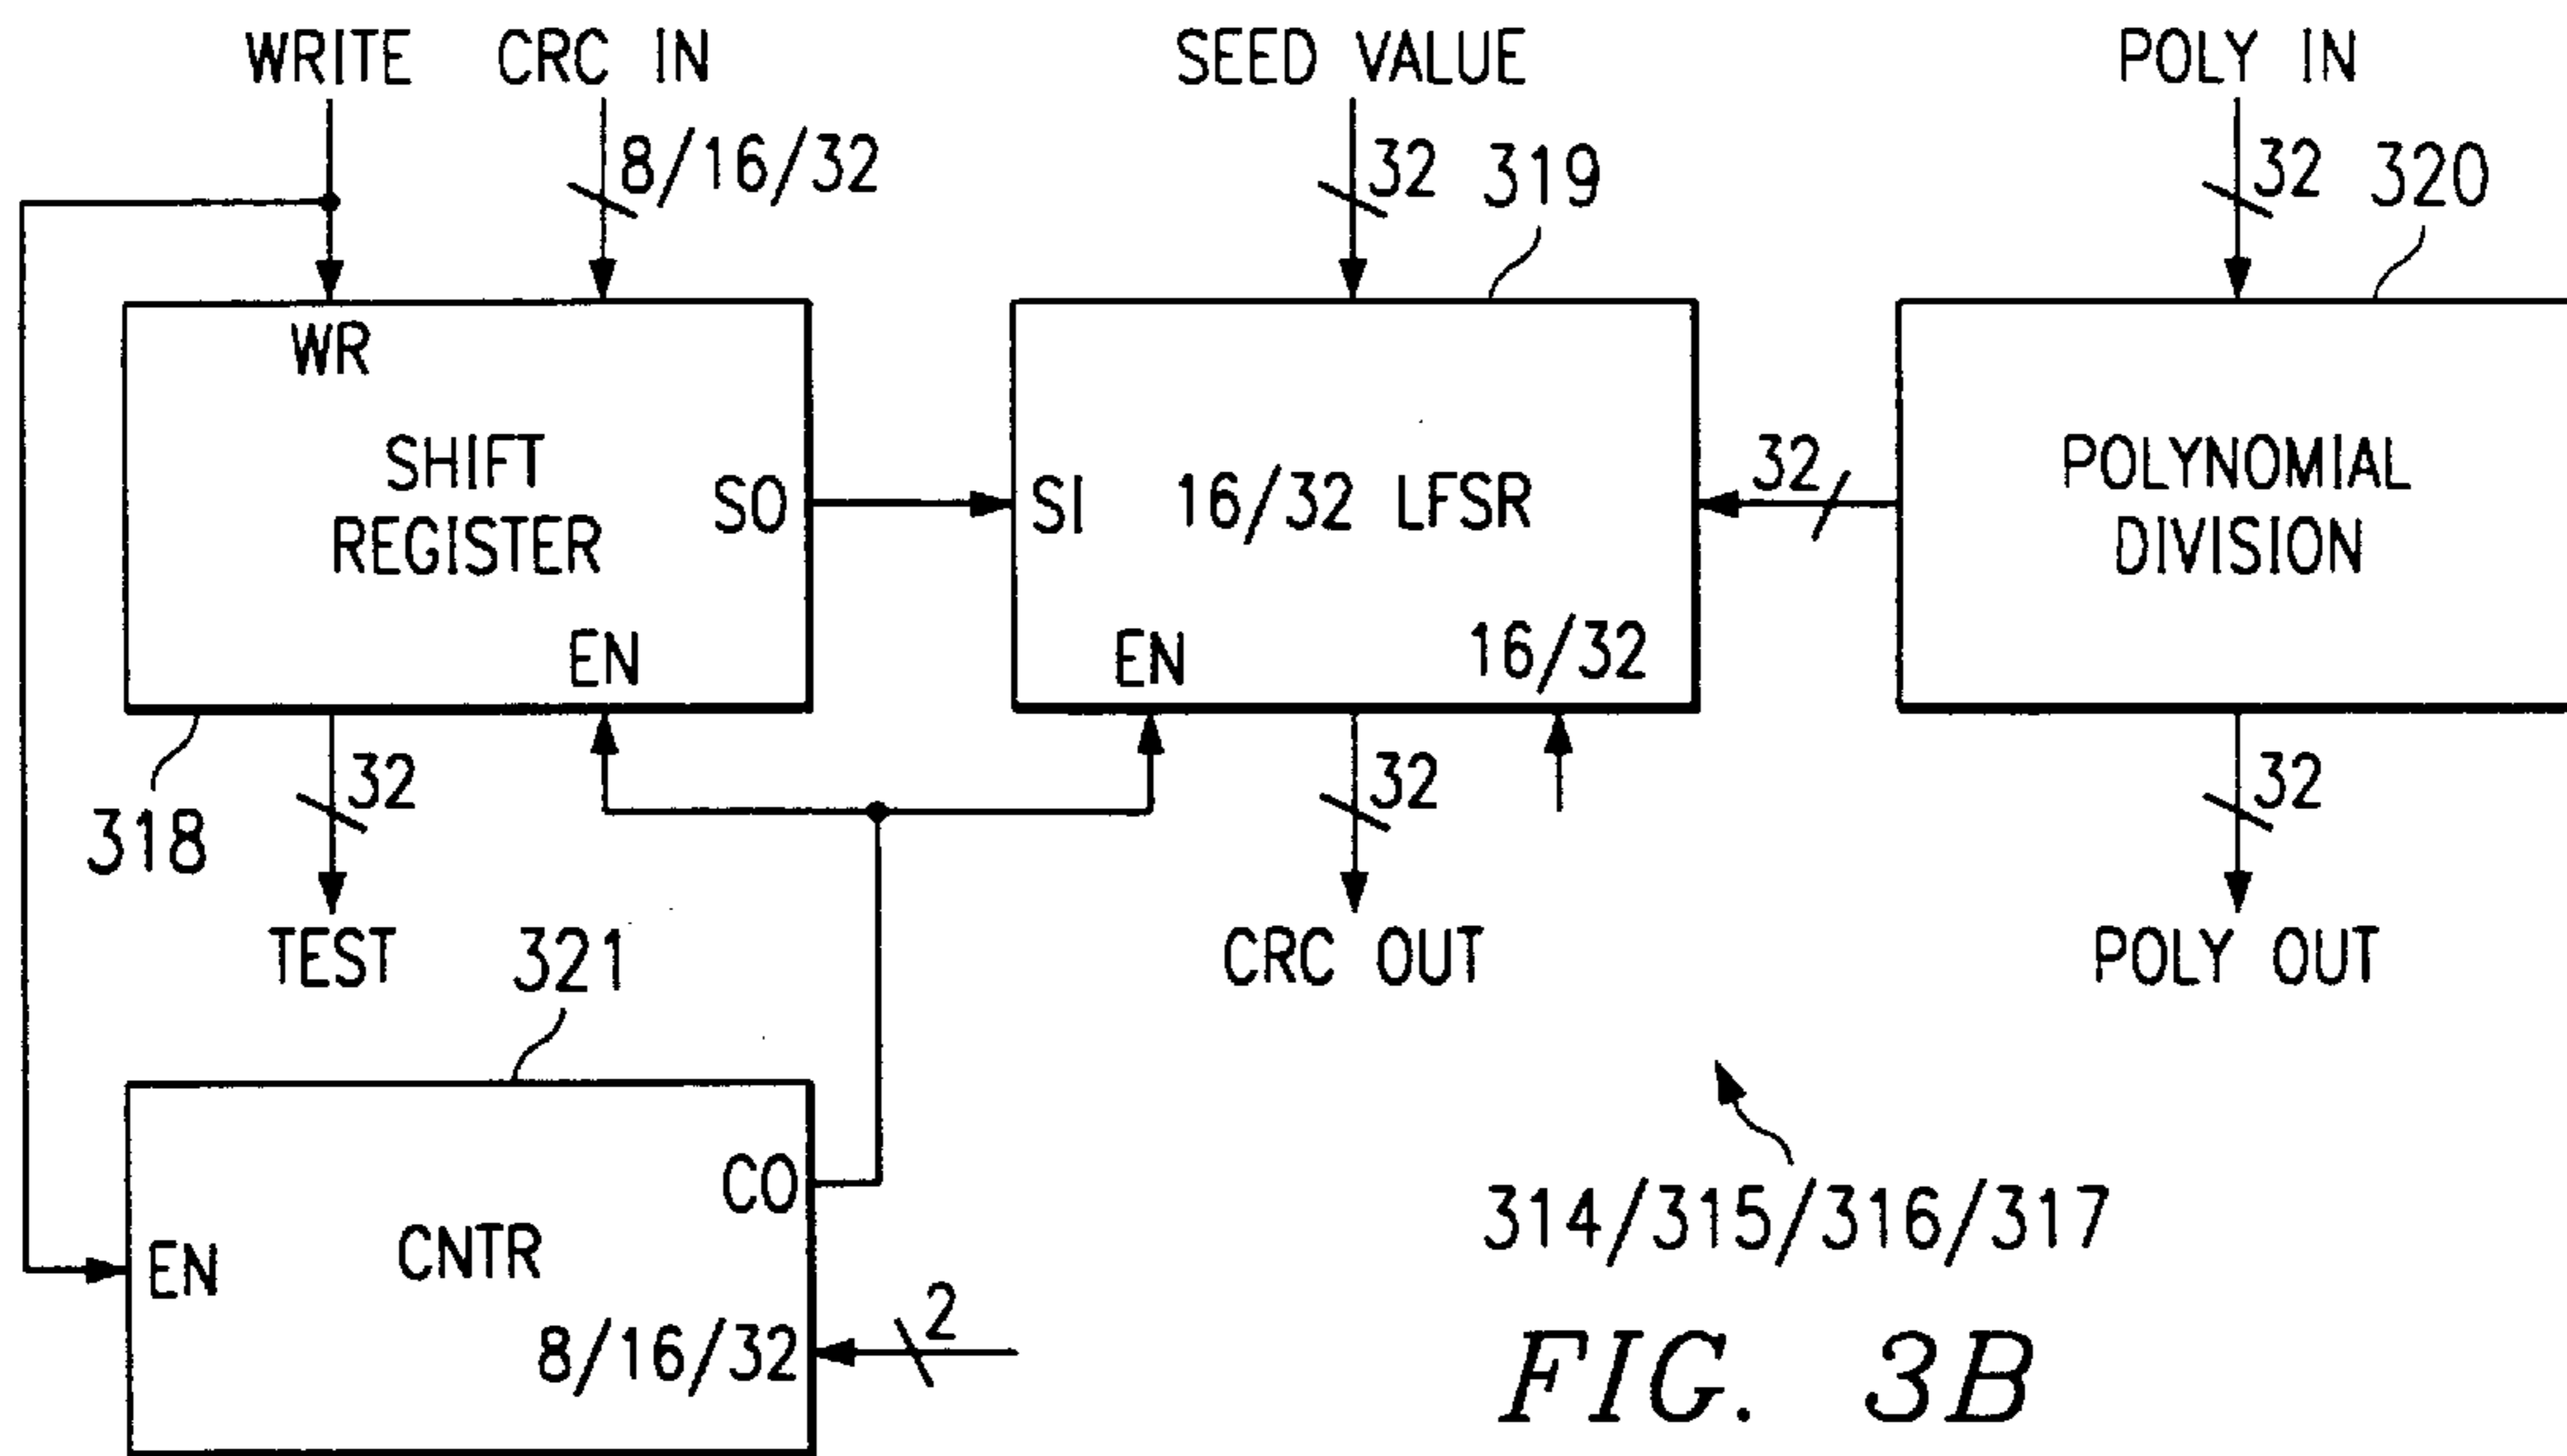 WRITE CRC IN SEED VALUE POLY IN
8/16/32 32 319 32 320
WR
SHIFT REGISTER
SO
EN
SI
16/32 LFSR
EN
16/32
32
POLYNOMIAL
DIVISION
318
32
TEST
32
CRC OUT
32
POLY OUT
321
CO
EN
CNTR
8/16/32
2
314/315/316/317
FIG. 3B